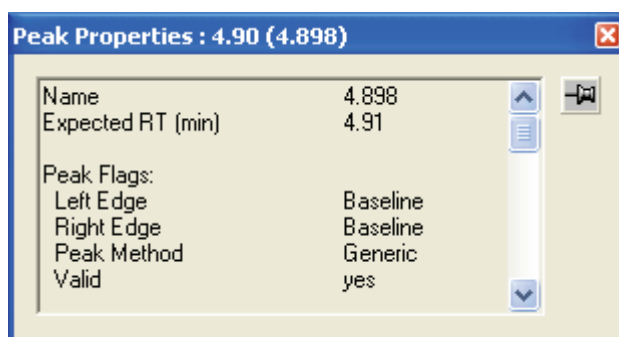 Peak Properties : 4.90 (4.898)
Name 4.898
Expected RT (min) 4.91
Peak Flags:
Left Edge Baseline
Right Edge Baseline
Peak Method Generic
Valid yes